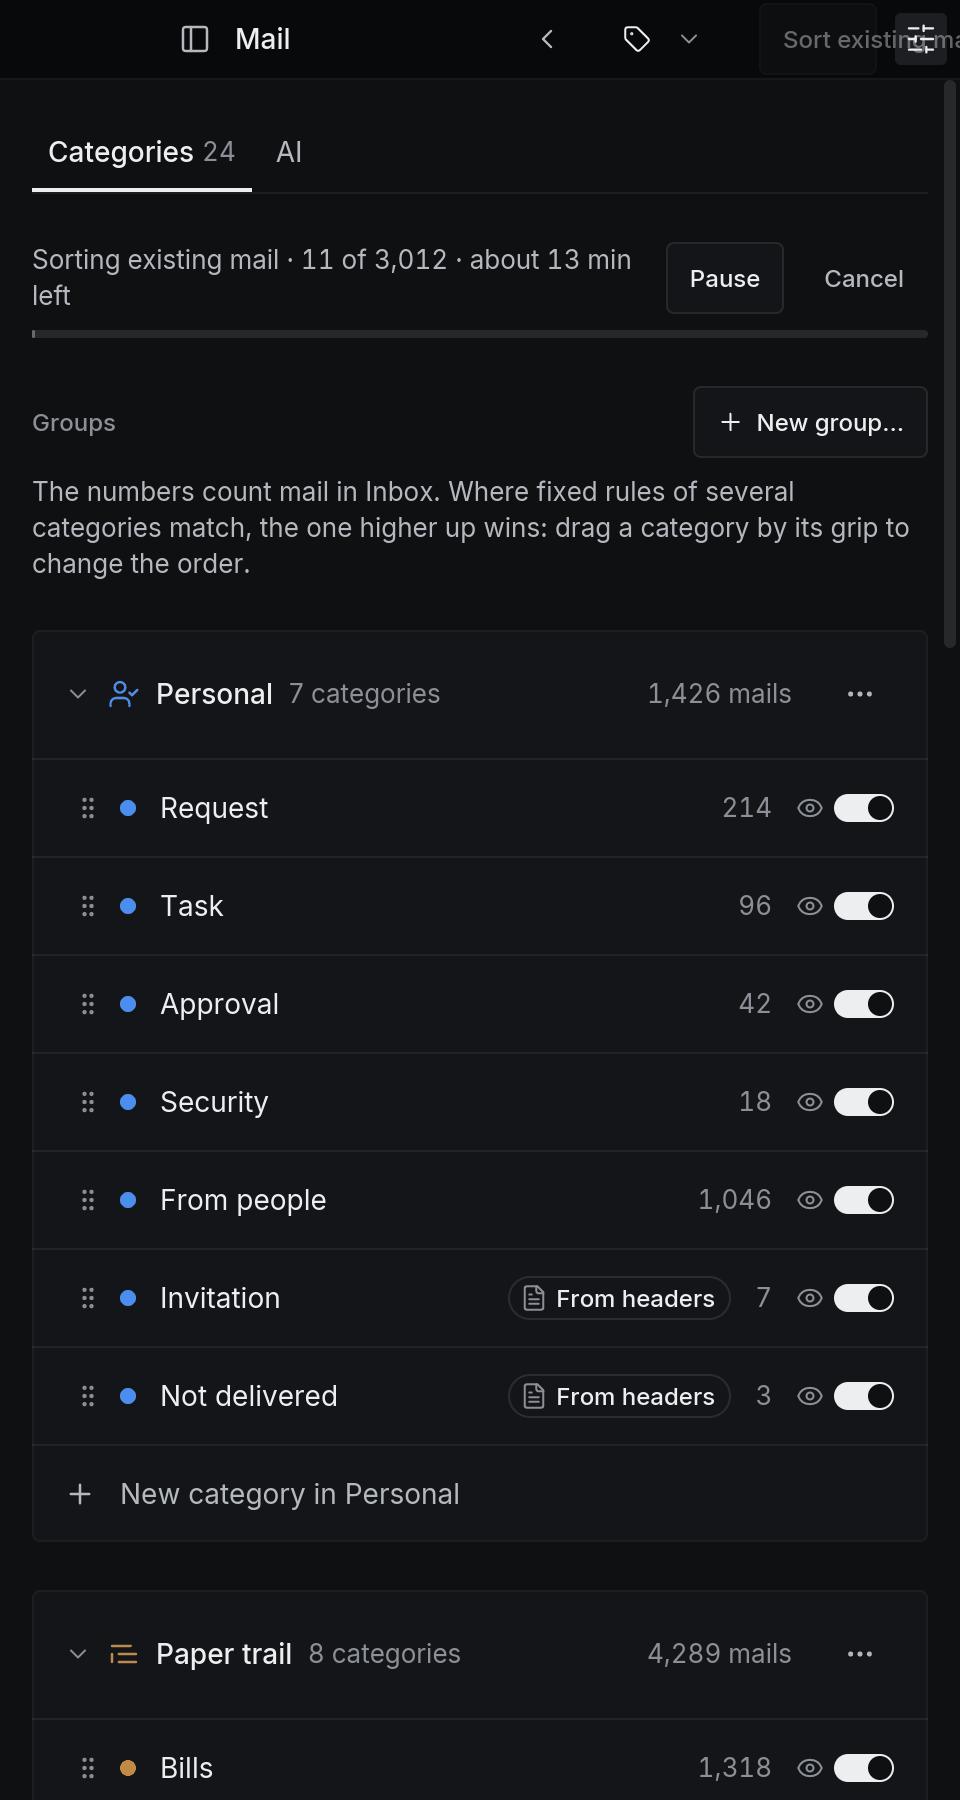 Mail
Sort existing ma
Categories 24
AI
Sorting existing mail · 11 of 3,012 · about 13 min
left
Pause
Cancel
Groups
New group...
The numbers count mail in Inbox. Where fixed rules of several
categories match, the one higher up wins: drag a category by its grip to
change the order.
Personal 7 categories 1,426 mails
Request 214
Task 96
Approval 42
Security 18
From people 1,046
Invitation From headers 7
Not delivered From headers 3
New category in Personal
Paper trail 8 categories 4,289 mails
Bills 1,318